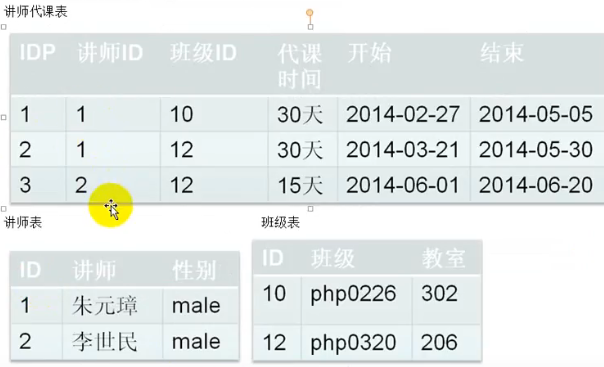 讲师代课表
IDP 讲师ID 班级ID 代课时间 开始 结束
1 1 10 30天 2014-02-27 2014-05-05
2 1 12 30天 2014-03-21 2014-05-30
3 2 12 15天 2014-06-01 2014-06-20
讲师表 班级表
ID 讲师 性别
1 朱元璋 male
2 李世民 male
ID 班级 教室
10 php0226 302
12 php0320 206